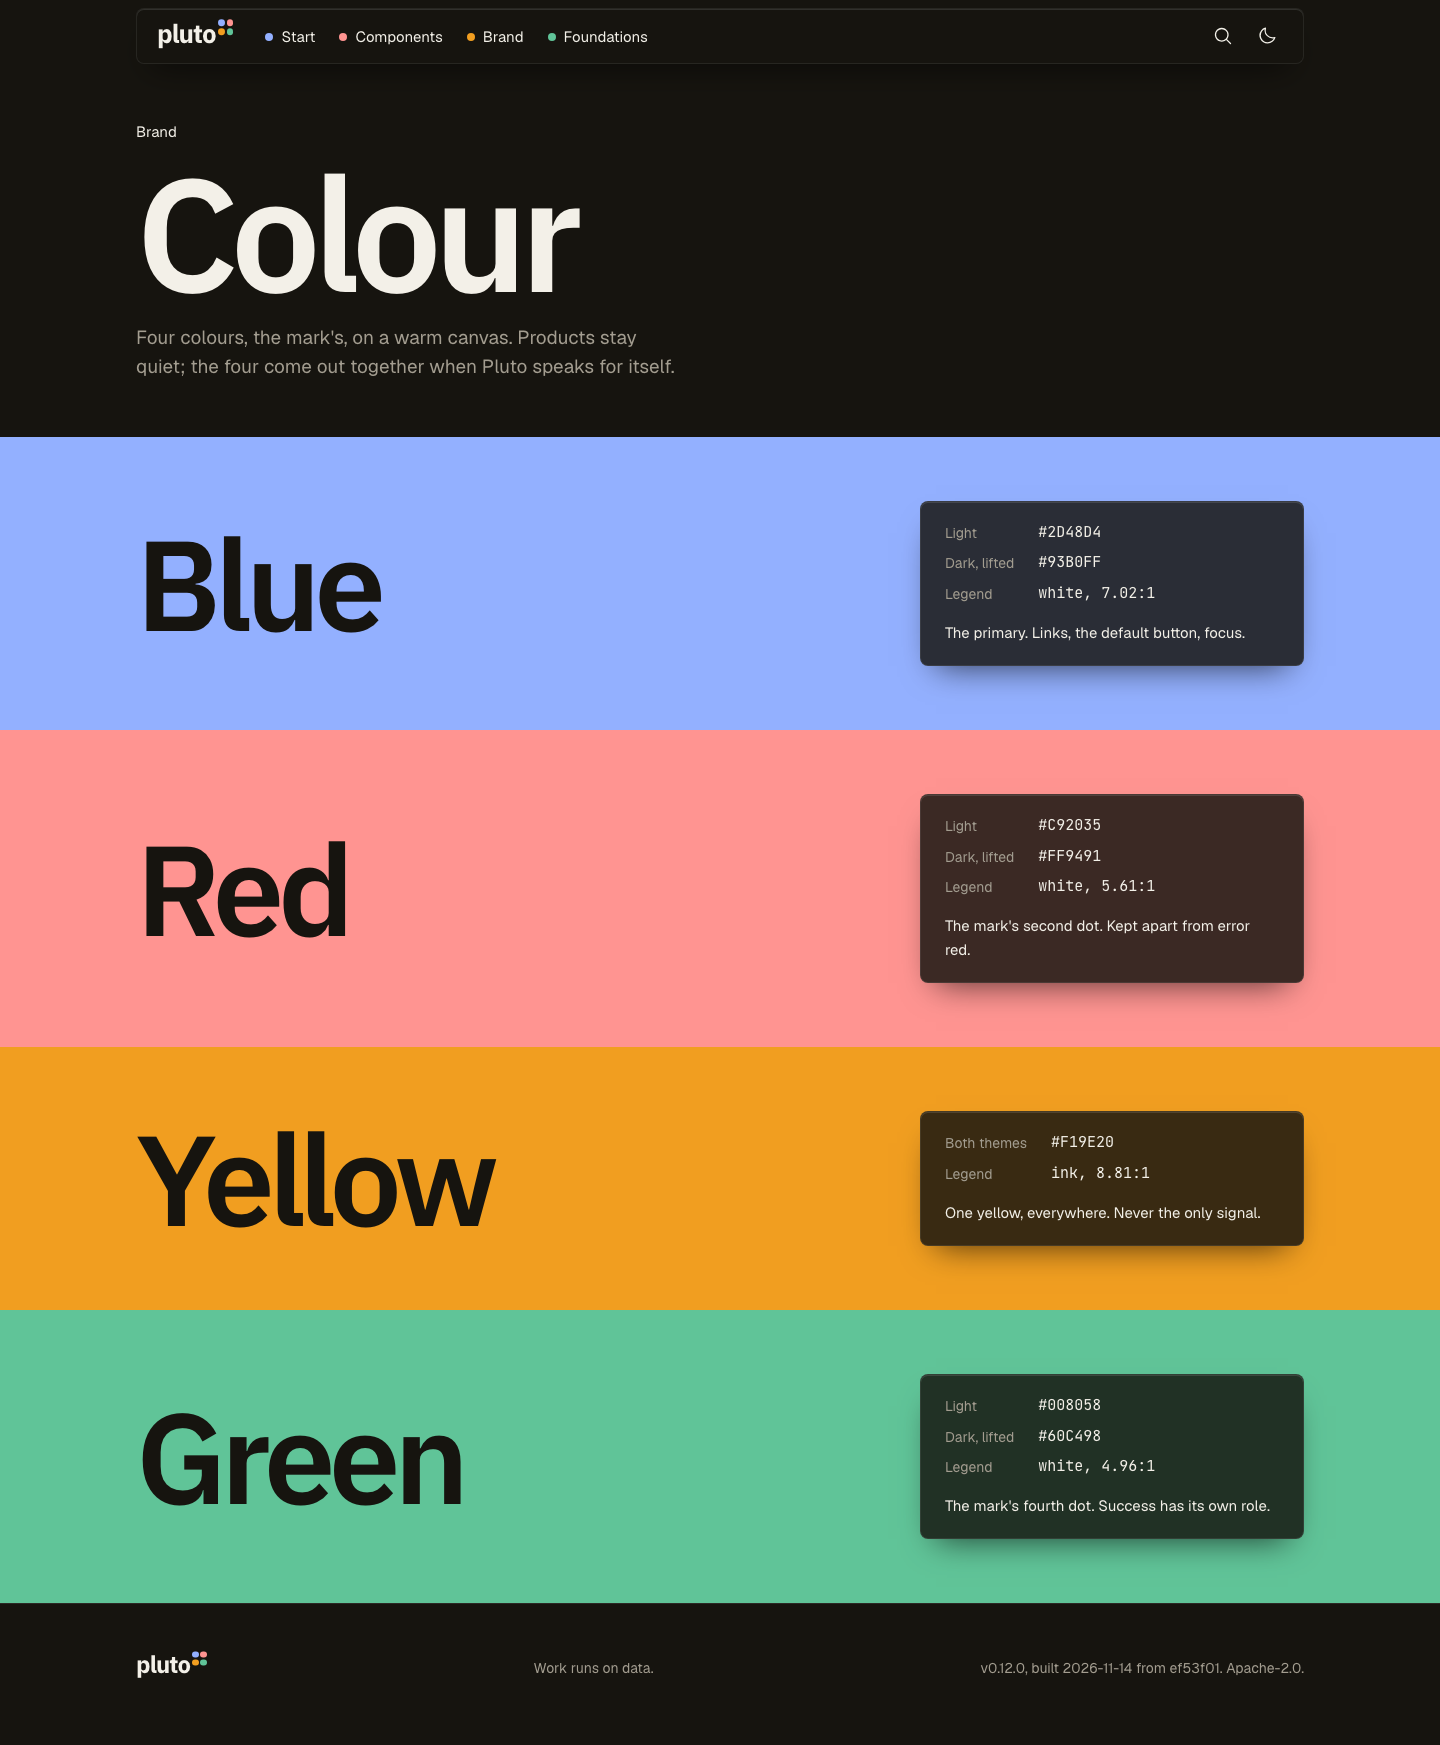 pluto Start Components Brand Foundations
Brand
Colour
Four colours, the mark's, on a warm canvas. Products stay
quiet; the four come out together when Pluto speaks for itself.
Blue
Light #2D48D4
Dark, lifted #93B0FF
Legend white, 7.02:1
The primary. Links, the default button, focus.
Red
Light #C92035
Dark, lifted #FF9491
Legend white, 5.61:1
The mark's second dot. Kept apart from error
red.
Yellow
Both themes #F19E20
Legend ink, 8.81:1
One yellow, everywhere. Never the only signal.
Green
Light #008058
Dark, lifted #60C498
Legend white, 4.96:1
The mark's fourth dot. Success has its own role.
pluto Work runs on data. v0.12.0, built 2026-11-14 from ef53f01. Apache-2.0.